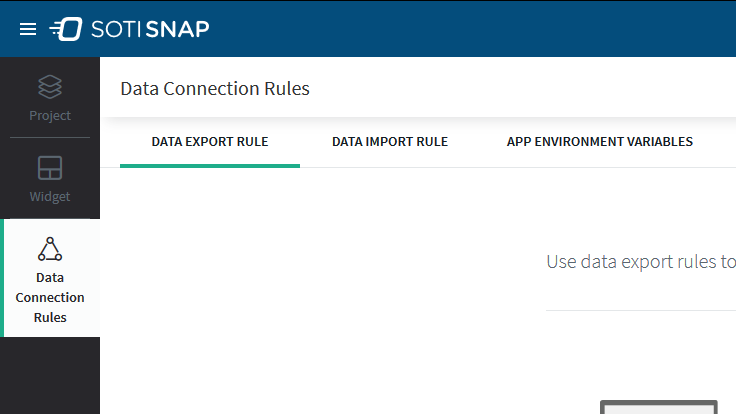 SOTI SNAP
Project
Widget
Data
Connection
Rules
Data Connection Rules
DATA EXPORT RULE
DATA IMPORT RULE
APP ENVIRONMENT VARIABLES
Use data export rules to